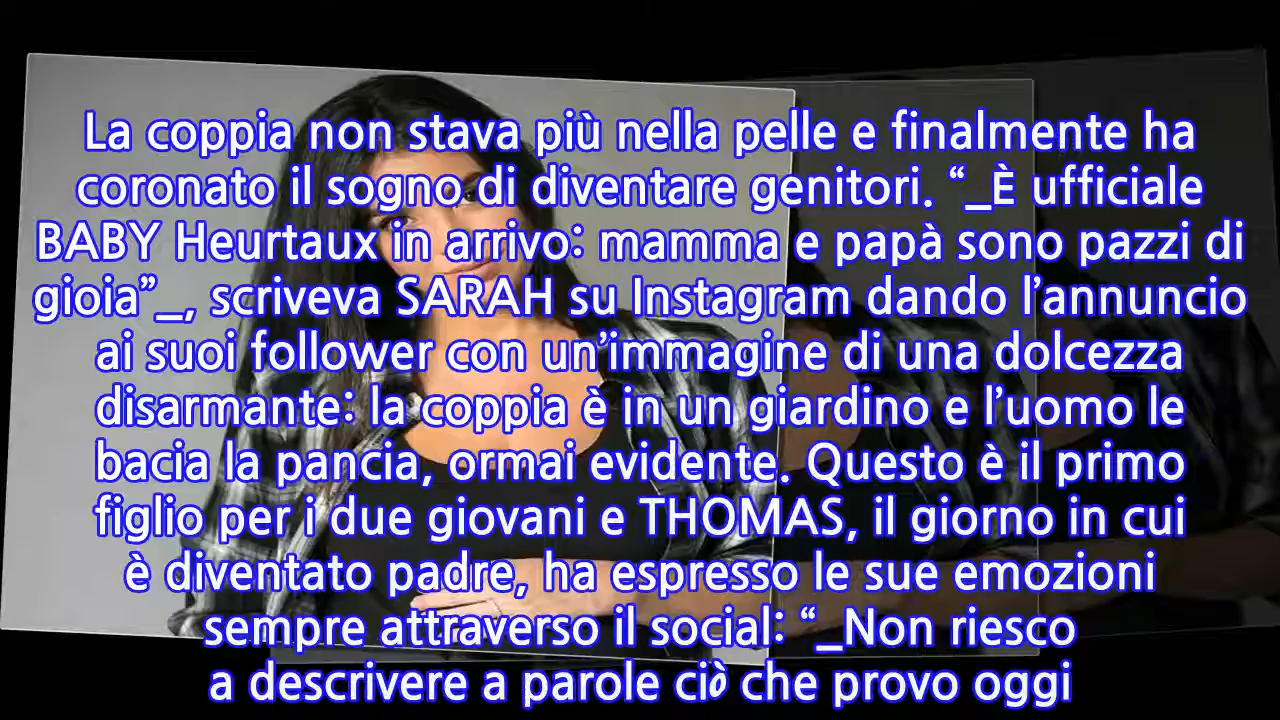 La coppia non stava più nella pelle e finalmente ha
coronato il sogno di diventare genitori. “_È ufficiale
BABY Heurtaux in arrivo: mamma e papà sono pazzi di
gioia”_, scriveva SARAH su Instagram dando l’annuncio
ai suoi follower con un’immagine di una dolcezza
disarmante: la coppia è in un giardino e l’uomo le
bacia la pancia, ormai evidente. Questo è il primo
figlio per i due giovani e THOMAS, il giorno in cui
è diventato padre, ha espresso le sue emozioni
sempre attraverso il social: “_Non riesco
a descrivere a parole ciò che provo oggi